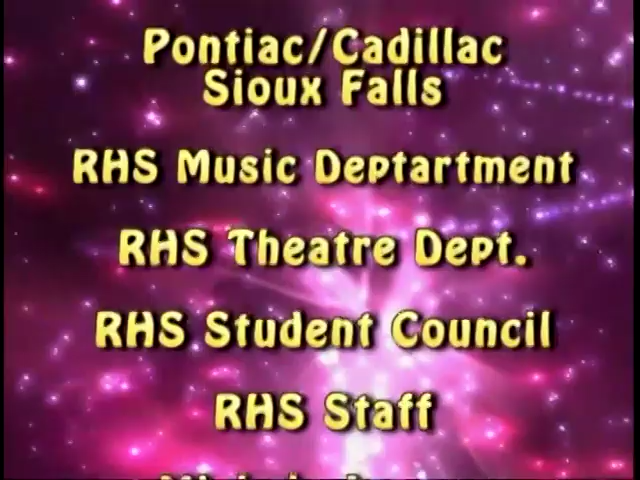 Pontiac/Cadillac
Sioux Falls
RHS Music Deptartment
RHS Theatre Dept.
RHS Student Council
RHS Staff